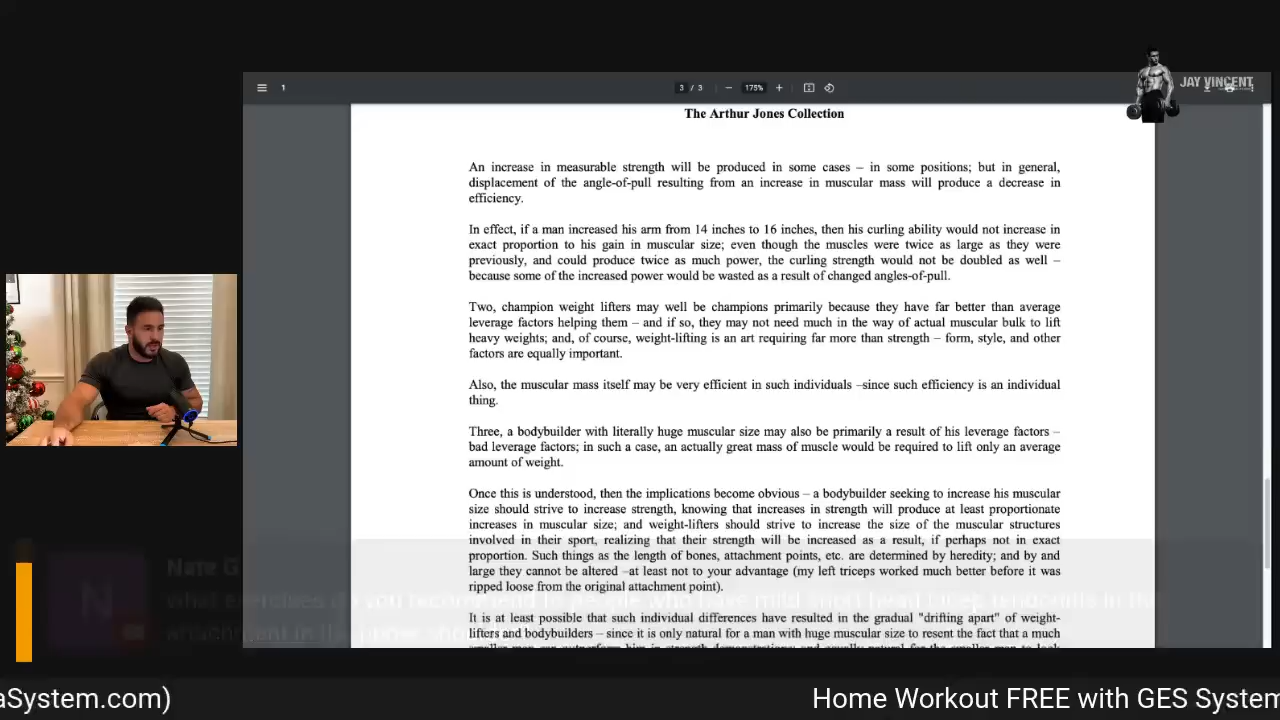 JAY VINCENT
1
3 / 3
175%
The Arthur Jones Collection
An increase in measurable strength will be produced in some cases – in some positions; but in general,
displacement of the angle-of-pull resulting from an increase in muscular mass will produce a decrease in
efficiency.
In effect, if a man increased his arm from 14 inches to 16 inches, then his curling ability would not increase in
exact proportion to his gain in muscular size; even though the muscles were twice as large as they were
previously, and could produce twice as much power, the curling strength would not be doubled as well –
because some of the increased power would be wasted as a result of changed angles-of-pull.
Two, champion weight lifters may well be champions primarily because they have far better than average
leverage factors helping them – and if so, they may not need much in the way of actual muscular bulk to lift
heavy weights; and, of course, weight-lifting is an art requiring far more than strength – form, style, and other
factors are equally important.
Also, the muscular mass itself may be very efficient in such individuals –since such efficiency is an individual
thing.
Three, a bodybuilder with literally huge muscular size may also be primarily a result of his leverage factors –
bad leverage factors; in such a case, an actually great mass of muscle would be required to lift only an average
amount of weight.
Once this is understood, then the implications become obvious – a bodybuilder seeking to increase his muscular
size should strive to increase strength, knowing that increases in strength will produce at least proportionate
increases in muscular size; and weight-lifters should strive to increase the size of the muscular structures
involved in their sport, realizing that their strength will be increased as a result, if perhaps not in exact
proportion. Such things as the length of bones, attachment points, etc. are determined by heredity; and by and
large they cannot be altered –at least not to your advantage (my left triceps worked much better before it was
ripped loose from the original attachment point).
It is at least possible that such individual differences have resulted in the gradual "drifting apart" of weight-
lifters and bodybuilders – since it is only natural for a man with huge muscular size to resent the fact that a much
Nate G
what exercises do you recommend to people who have mild
aSystem.com)
Home Workout FREE with GES System